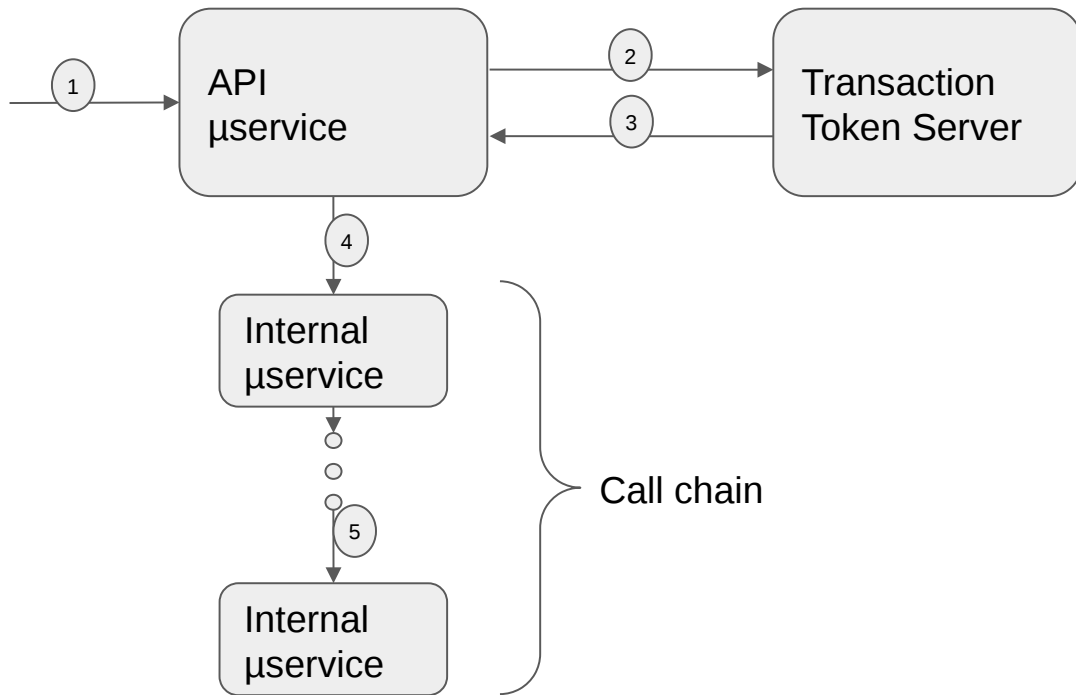 1
API
µservice
2
3
Transaction
Token Server
4
Internal
µservice
Call chain
5
Internal
µservice